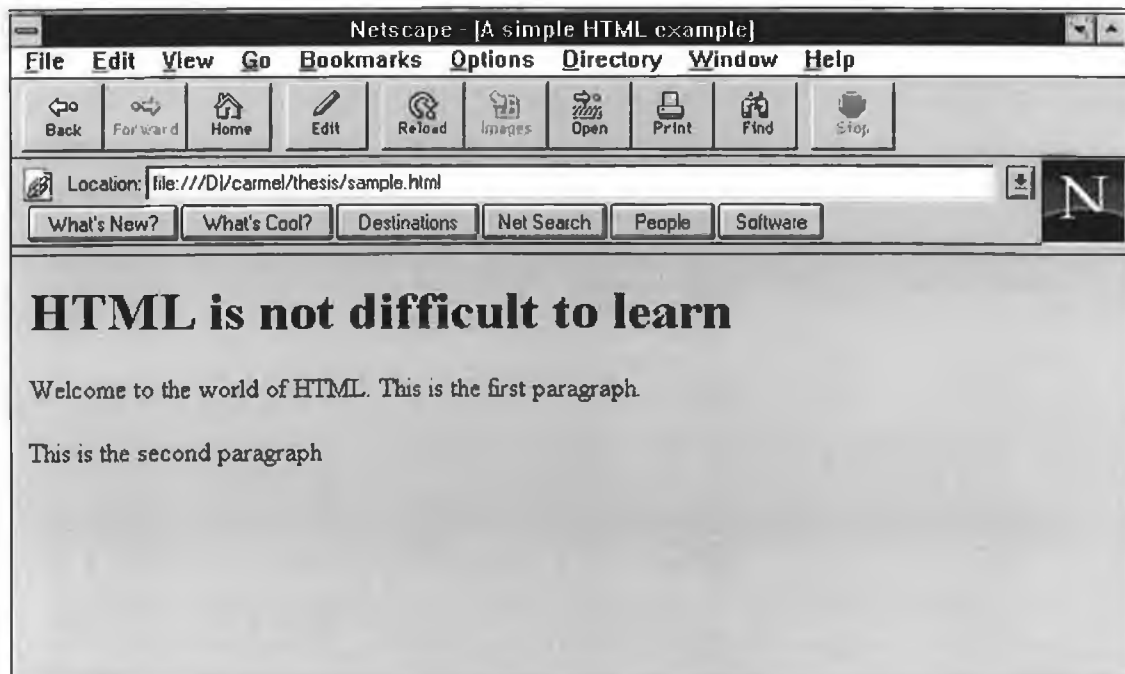 Netscape - [A simple HTML example]
File Edit View Go Bookmarks Options Directory Window Help
Back Forward Home Edit Reload Images Open Print Find Stop
Location: file:///D|/carmel/thesis/sample.html
N
What's New? What's Cool? Destinations Net Search People Software
HTML is not difficult to learn
Welcome to the world of HTML. This is the first paragraph.
This is the second paragraph